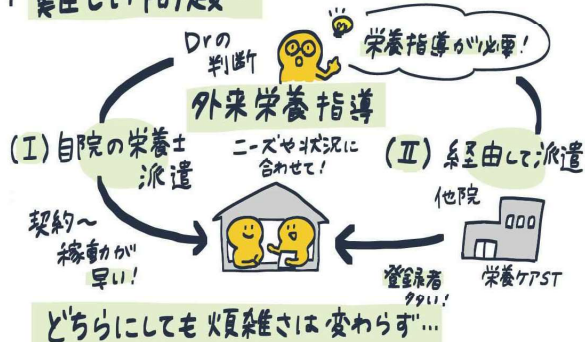 Drの
判断
栄養指導が必要!
外来栄養指導
(I) 自院の栄養士
派遣
ニーズや状況に
合わせて!
(II) 経由して派遣
他院
契約〜
稼動が
早い!
登録者
多い!
栄養ケアST
どちらにしても煩雑さは変わらず…